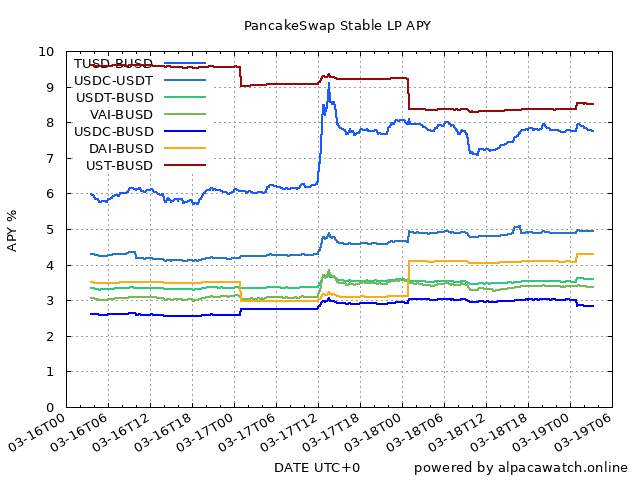 PancakeSwap Stable LP APY
10
9
8
7
6
5
4
3
2
1
0
APY %
TUSD-BUSD
USDC-USDT
USDT-BUSD
VAI-BUSD
USDC-BUSD
DAI-BUSD
UST-BUSD
03-16T00
03-16T06
03-16T12
03-16T18
03-17T00
03-17T06
03-17T12
03-17T18
03-18T00
03-18T06
03-18T12
03-18T18
03-19T00
03-19T06
DATE UTC+0
powered by alpacawatch.online